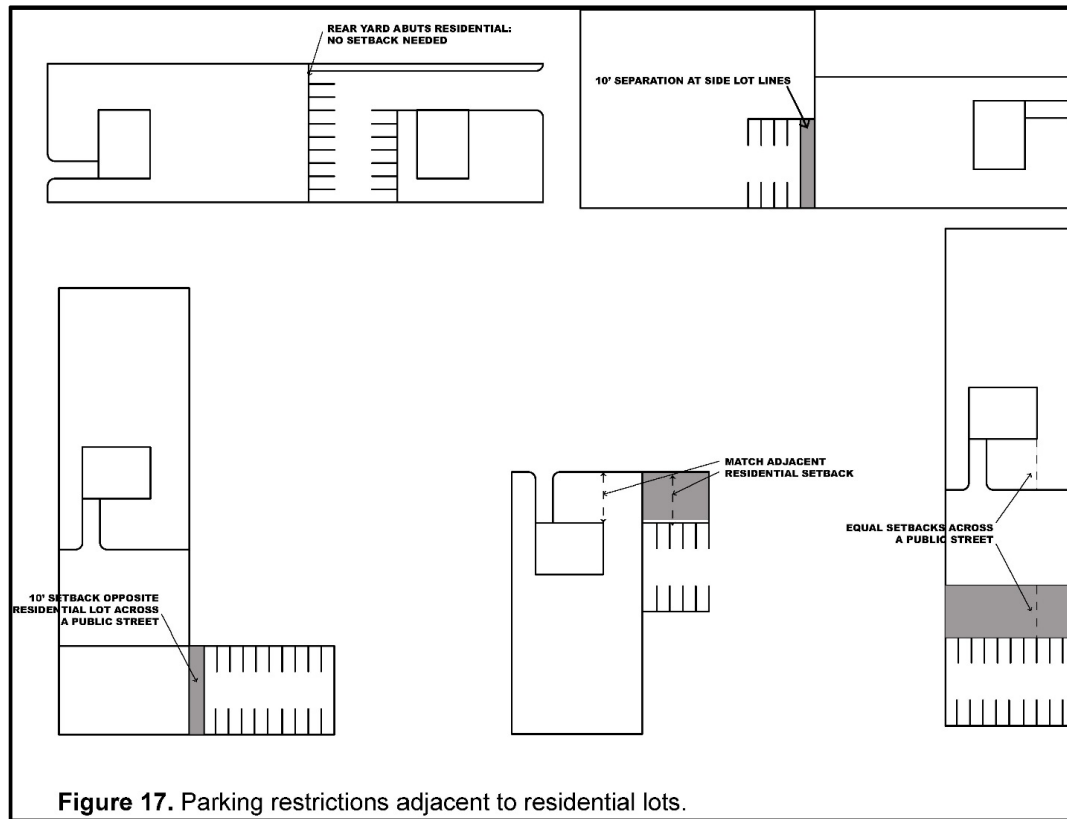 REAR YARD ABUTS RESIDENTIAL:
NO SETBACK NEEDED
10' SEPARATION AT SIDE LOT LINES
MATCH ADJACENT
RESIDENTIAL SETBACK
EQUAL SETBACKS ACROSS
A PUBLIC STREET
10' SETBACK OPPOSITE
RESIDENTIAL LOT ACROSS
A PUBLIC STREET
Figure 17. Parking restrictions adjacent to residential lots.